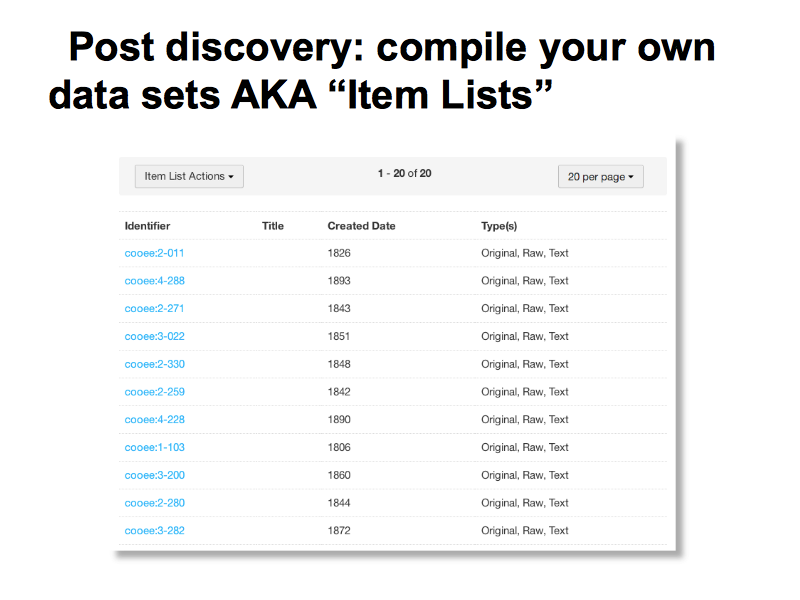 Post discovery: compile your own
data sets AKA “Item Lists”
Item List Actions 1 - 20 of 20 20 per page
Identifier Title Created Date Type(s)
cooee:2-011 1826 Original, Raw, Text
cooee:4-288 1893 Original, Raw, Text
cooee:2-271 1843 Original, Raw, Text
cooee:3-022 1851 Original, Raw, Text
cooee:2-330 1848 Original, Raw, Text
cooee:2-259 1842 Original, Raw, Text
cooee:4-228 1890 Original, Raw, Text
cooee:1-103 1806 Original, Raw, Text
cooee:3-200 1860 Original, Raw, Text
cooee:2-280 1844 Original, Raw, Text
cooee:3-282 1872 Original, Raw, Text